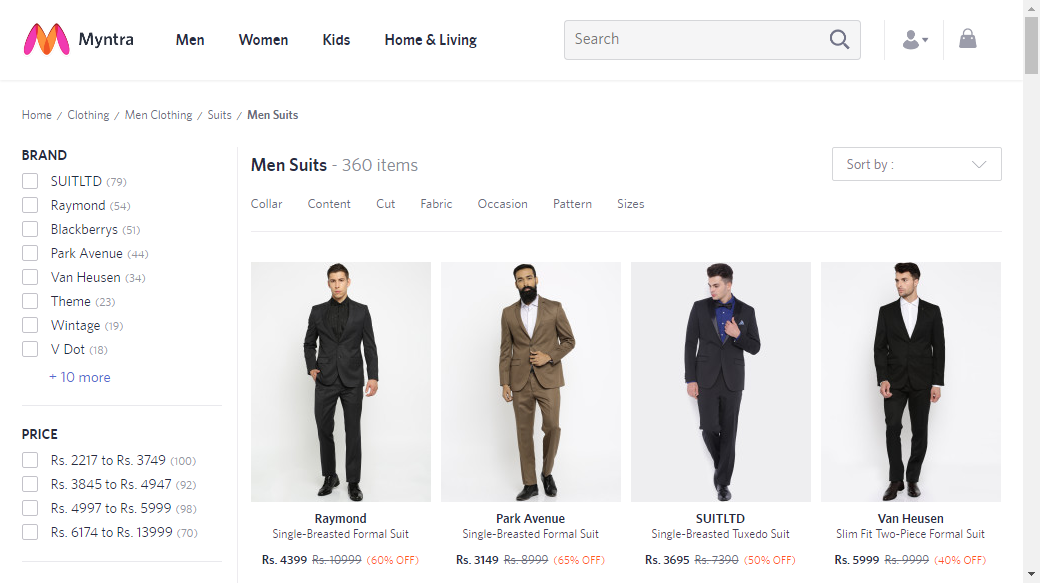 Myntra
Men
Women
Kids
Home & Living
Search
Home / Clothing / Men Clothing / Suits / Men Suits
BRAND
SUITLTD (79)
Raymond (54)
Blackberrys (51)
Park Avenue (44)
Van Heusen (34)
Theme (23)
Wintage (19)
V Dot (18)
+ 10 more
PRICE
Rs. 2217 to Rs. 3749 (100)
Rs. 3845 to Rs. 4947 (92)
Rs. 4997 to Rs. 5999 (98)
Rs. 6174 to Rs. 13999 (70)
Men Suits - 360 items
Sort by :
Collar
Content
Cut
Fabric
Occasion
Pattern
Sizes
Raymond
Single-Breasted Formal Suit
Rs. 4399 Rs. 10999 (60% OFF)
Park Avenue
Single-Breasted Formal Suit
Rs. 3149 Rs. 8999 (65% OFF)
SUITLTD
Single-Breasted Tuxedo Suit
Rs. 3695 Rs. 7390 (50% OFF)
Van Heusen
Slim Fit Two-Piece Formal Suit
Rs. 5999 Rs. 9999 (40% OFF)